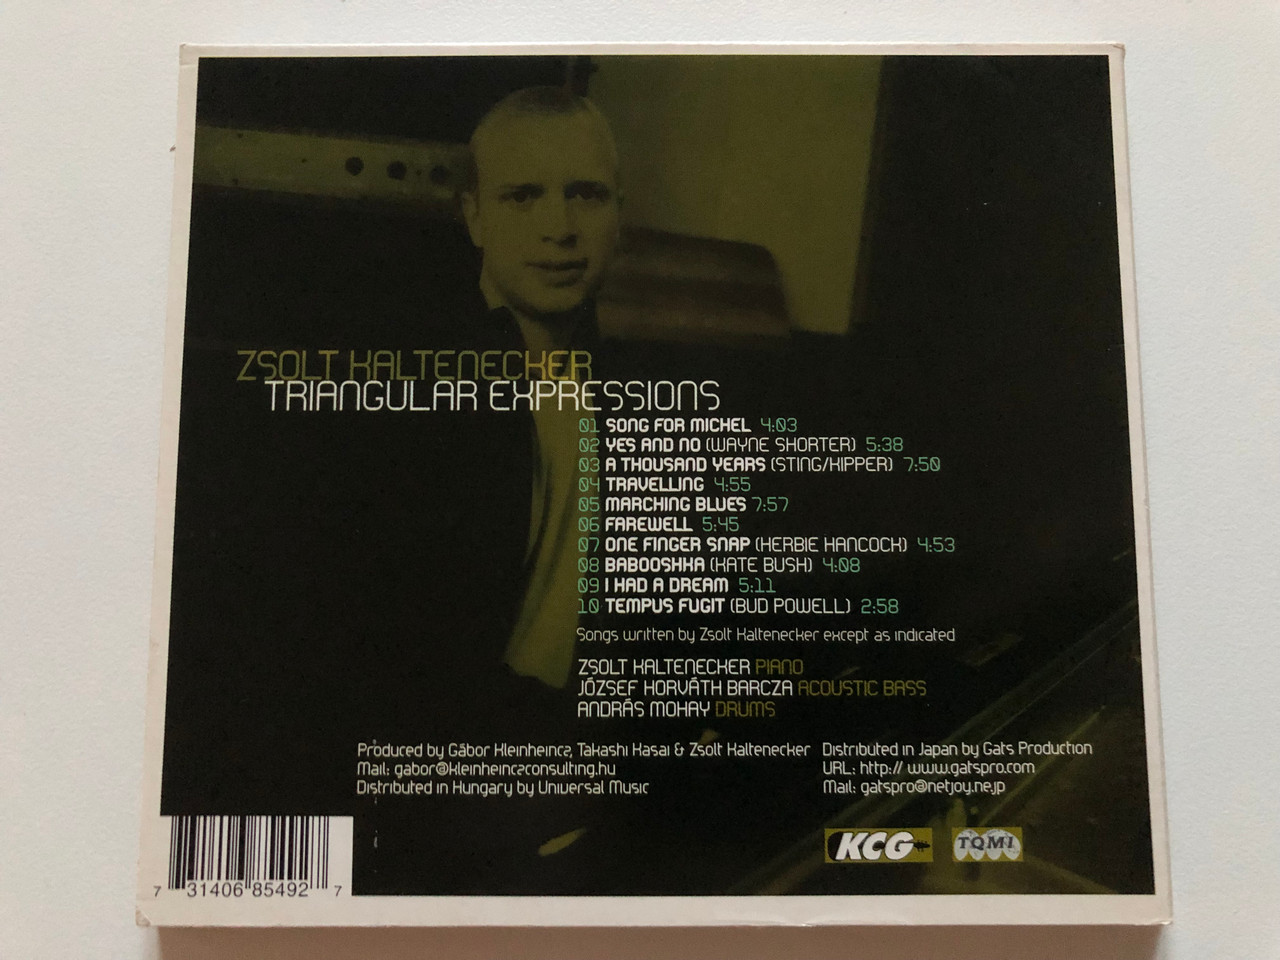 ZSOLT KALTENECKER
TRIANGULAR EXPRESSIONS
01 SONG FOR MICHEL 4:03
02 YES AND NO (WAYNE SHORTER) 5:38
03 A THOUSAND YEARS (STING/KIPPER) 7:50
04 TRAVELLING 4:55
05 MARCHING BLUES 7:57
06 FAREWELL 5:45
07 ONE FINGER SNAP (HERBIE HANCOCK) 4:53
08 BABOOSHKA (KATE BUSH) 4:08
09 I HAD A DREAM 5:11
10 TEMPUS FUGIT (BUD POWELL) 2:58
Songs written by Zsolt Kaltenecker except as indicated
ZSOLT KALTENECKER PIANO
JÓZSEF HORVÁTH BARCZA ACOUSTIC BASS
ANDRÁS MOHAY DRUMS
Produced by Gábor Kleinheincz, Takashi Kasai & Zsolt Kaltenecker
Mail: gabor@kleinheinczconsulting.hu
Distributed in Hungary by Universal Music
Distributed in Japan by Gats Production
URL: http:// www.gatspro.com
Mail: gatspro@netjoy.ne.jp
KCG
TQMI
7 31406 85492 7